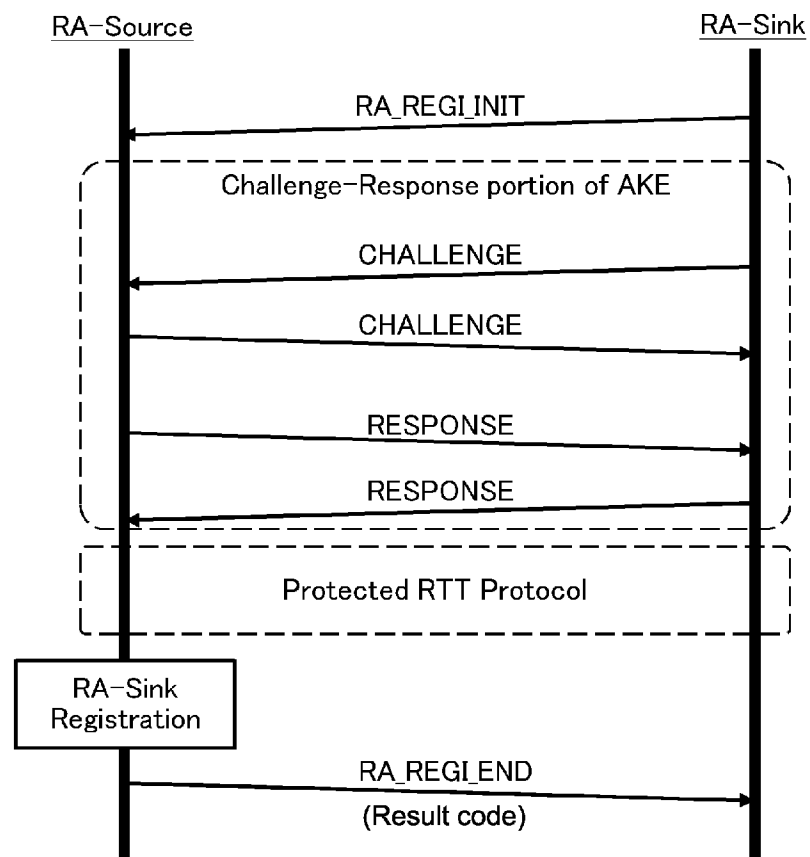 RA-Source
RA-Sink
RA_REGI_INIT
Challenge-Response portion of AKE
CHALLENGE
CHALLENGE
RESPONSE
RESPONSE
Protected RTT Protocol
RA-Sink
Registration
RA_REGI_END
(Result code)